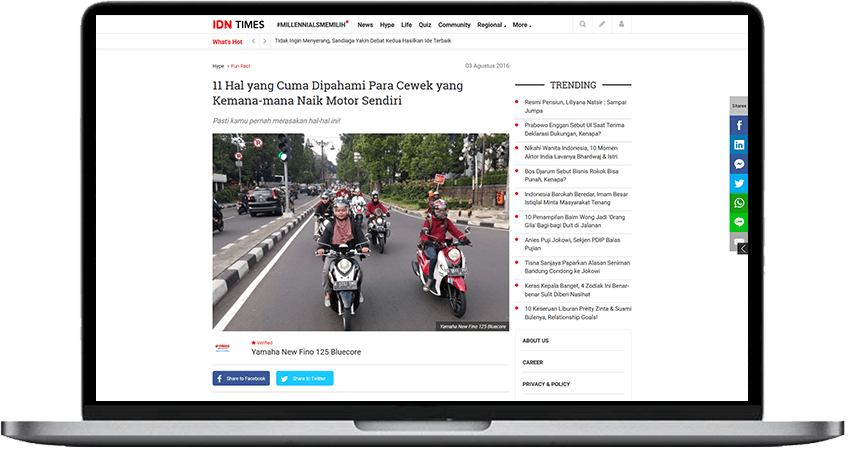 IDN TIMES
#MILLENNIALSMEMILIH
News Hype Life Quiz Community Regional More
What's Hot
Tidak Ingin Menyerang, Sandiaga Yakin Debat Kedua Hasilkan Ide Terbaik
Hype Fun Fact
03 Agustus 2016
11 Hal yang Cuma Dipahami Para Cewek yang
Kemana-mana Naik Motor Sendiri
Pasti kamu pernah merasakan hal-hal ini!
Yamaha New Fino 125 Bluecore
Verified
Yamaha New Fino 125 Bluecore
Share to Facebook
Share to Twitter
TRENDING
Resmi Pensiun, Liliyana Natsir : Sampai
Jumpa
Prabowo Enggan Sebut UI Saat Terima
Deklarasi Dukungan, Kenapa?
Nikahi Wanita Indonesia, 10 Momen
Aktor India Lavanya Bhardwaj & Istri
Bos Djarum Sebut Bisnis Rokok Bisa
Punah, Kenapa?
Indonesia Barokah Beredar, Imam Besar
Istiqlal Minta Masyarakat Tenang
10 Penampilan Baim Wong Jadi 'Orang
Gila' Bagi-bagi Duit di Jalanan
Anies Puji Jokowi, Sekjen PDIP Balas
Pujian
Tisna Sanjaya Paparkan Alasan Seniman
Bandung Condong ke Jokowi
Keras Kepala Banget, 4 Zodiak Ini Benar-
benar Sulit Diberi Nasihat
10 Keseruan Liburan Preity Zinta & Suami
Bulenya, Relationship Goals!
ABOUT US
CAREER
PRIVACY & POLICY
Shares